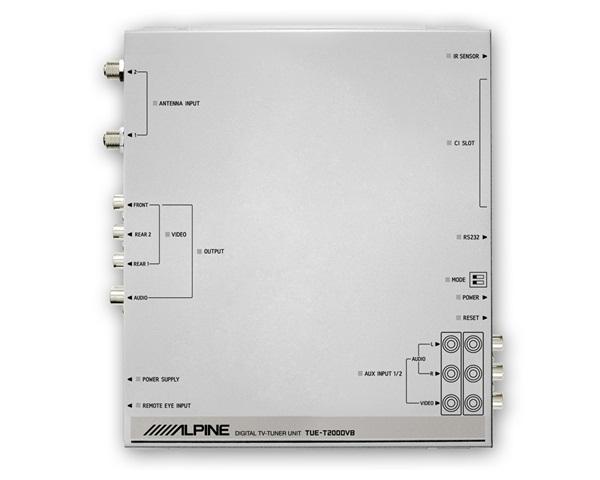 2
ANTENNA INPUT
1
FRONT
REAR 2
VIDEO
OUTPUT
REAR 1
AUDIO
POWER SUPPLY
REMOTE EYE INPUT
IR SENSOR
CI SLOT
RS232
MODE
POWER
RESET
L
AUDIO
AUX INPUT 1/2
R
VIDEO
ALPINE DIGITAL TV-TUNER UNIT TUE-T200DVB